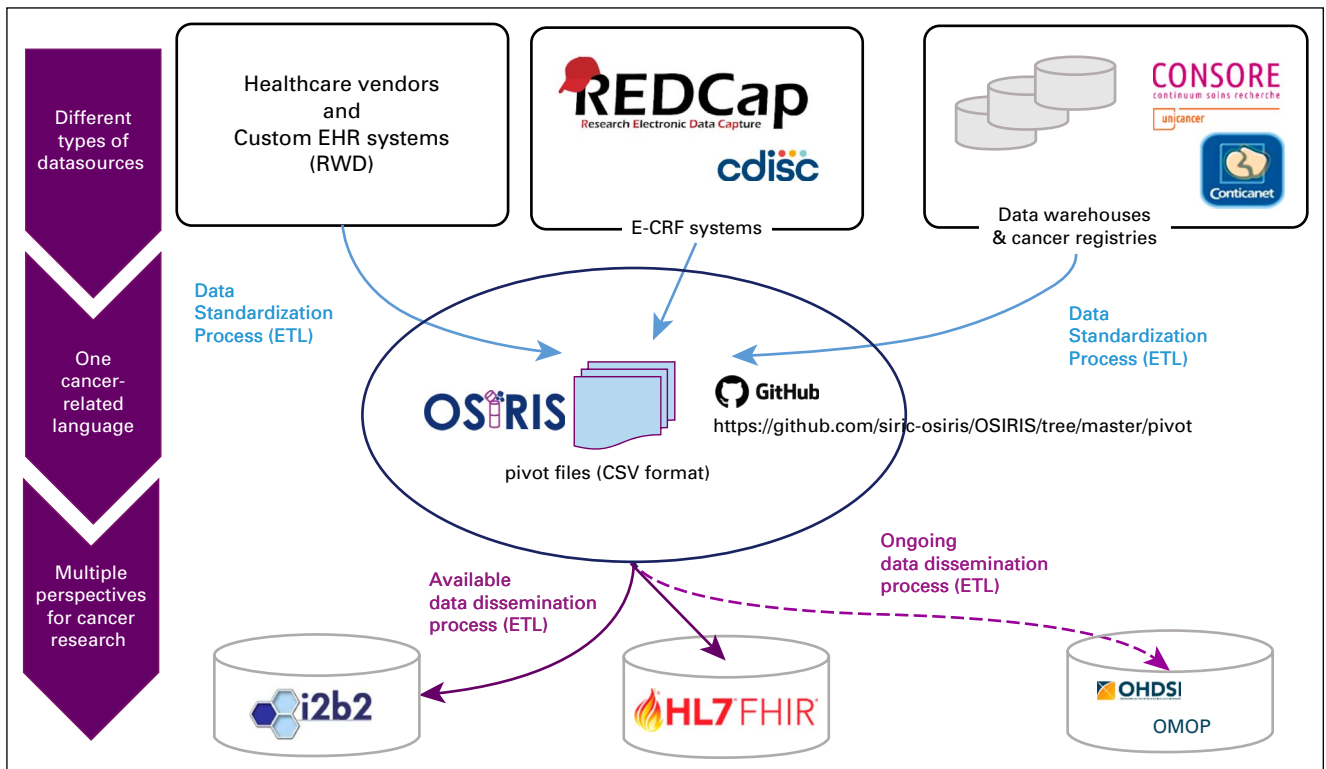 Different
types of
datasources
Healthcare vendors
and
Custom EHR systems
(RWD)
REDCap
Research Electronic Data Capture
cdisc
E-CRF systems
CONSORE
continuum soins recherche
unicancer
Conticanet
Data warehouses
& cancer registries
One
cancer-
related
language
Data
Standardization
Process (ETL)
Data
Standardization
Process (ETL)
OSIRIS
GitHub
https://github.com/siric-osiris/OSIRIS/tree/master/pivot
pivot files (CSV format)
Multiple
perspectives
for cancer
research
Available
data dissemination
process (ETL)
Ongoing
data dissemination
process (ETL)
i2b2
HL7 FHIR®
OHDSI
OMOP